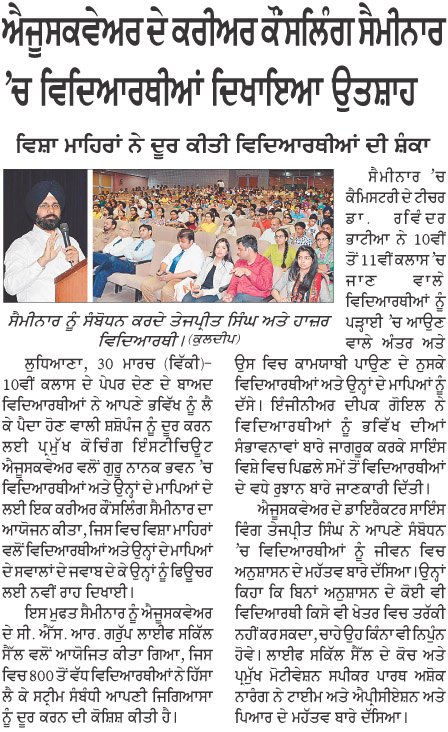 ਐਜੂਸਕਵੇਅਰ ਦੇ ਕਰੀਅਰ ਕੌਂਸਲਿੰਗ ਸੈਮੀਨਾਰ
'ਚ ਵਿਦਿਆਰਥੀਆਂ ਦਿਖਾਇਆ ਉਤਸ਼ਾਹ
ਵਿਸ਼ਾ ਮਾਹਿਰਾਂ ਨੇ ਦੂਰ ਕੀਤੀ ਵਿਦਿਆਰਥੀਆਂ ਦੀ ਸ਼ੰਕਾ
ਸੈਮੀਨਾਰ ਨੂੰ ਸੰਬੋਧਨ ਕਰਦੇ ਤੇਜਪ੍ਰੀਤ ਸਿੰਘ ਅਤੇ ਹਾਜ਼ਰ
ਵਿਦਿਆਰਥੀ। (ਕੁਲਦੀਪ)
ਲੁਧਿਆਣਾ, 30 ਮਾਰਚ (ਵਿੱਕੀ)-
10ਵੀਂ ਕਲਾਸ ਦੇ ਪੇਪਰ ਦੇਣ ਦੇ ਬਾਅਦ
ਵਿਦਿਆਰਥੀਆਂ ਨੇ ਆਪਣੇ ਭਵਿੱਖ ਨੂੰ ਲੈ
ਕੇ ਪੈਦਾ ਹੋਣ ਵਾਲੀ ਸ਼ਸ਼ੋਪੰਜ ਨੂੰ ਦੂਰ ਕਰਨ
ਲਈ ਪ੍ਰਮੁੱਖ ਕੋਚਿੰਗ ਇੰਸਟੀਚਿਊਟ
ਐਜੂਸਕਵੇਅਰ ਵਲੋਂ ਗੁਰੂ ਨਾਨਕ ਭਵਨ 'ਚ
ਵਿਦਿਆਰਥੀਆਂ ਅਤੇ ਉਨ੍ਹਾਂ ਦੇ ਮਾਪਿਆਂ ਦੇ
ਲਈ ਇਕ ਕਰੀਅਰ ਕੌਂਸਲਿੰਗ ਸੈਮੀਨਾਰ ਦਾ
ਆਯੋਜਨ ਕੀਤਾ, ਜਿਸ ਵਿਚ ਵਿਸ਼ਾ ਮਾਹਿਰਾਂ
ਵਲੋਂ ਵਿਦਿਆਰਥੀਆਂ ਅਤੇ ਉਨ੍ਹਾਂ ਦੇ ਮਾਪਿਆਂ
ਦੇ ਸਵਾਲਾਂ ਦੇ ਜਵਾਬ ਦੇ ਕੇ ਉਨ੍ਹਾਂ ਨੂੰ ਫਿਊਚਰ
ਲਈ ਨਵੀਂ ਰਾਹ ਦਿਖਾਈ।
ਇਸ ਮੁਫਤ ਸੈਮੀਨਾਰ ਨੂੰ ਐਜੂਸਕਵੇਅਰ
ਦੇ ਸੀ. ਐੱਸ. ਆਰ. ਗਰੁੱਪ ਲਾਈਫ ਸਕਿੱਲ
ਸੈੱਲ ਵਲੋਂ ਆਯੋਜਿਤ ਕੀਤਾ ਗਿਆ, ਜਿਸ
ਵਿਚ 800 ਤੋਂ ਵੱਧ ਵਿਦਿਆਰਥੀਆਂ ਨੇ ਹਿੱਸਾ
ਲੈ ਕੇ ਸਟ੍ਰੀਮ ਸੰਬੰਧੀ ਆਪਣੀ ਜਿਗਿਆਸਾ
ਨੂੰ ਦੂਰ ਕਰਨ ਦੀ ਕੋਸ਼ਿਸ਼ ਕੀਤੀ ਹੈ।
ਸੈਮੀਨਾਰ 'ਚ
ਕੈਮਿਸਟਰੀ ਦੇ ਟੀਚਰ
ਡਾ. ਰਵਿੰਦਰ
ਭਾਟੀਆ ਨੇ 10ਵੀਂ
ਤੋਂ 11ਵੀਂ ਕਲਾਸ 'ਚ
ਜਾਣ ਵਾਲੇ
ਵਿਦਿਆਰਥੀਆਂ ਨੂੰ
ਪੜ੍ਹਾਈ 'ਚ ਆਉਣ
ਵਾਲੇ ਅੰਤਰ ਅਤੇ
ਉਸ ਵਿਚ ਕਾਮਯਾਬੀ ਪਾਉਣ ਦੇ ਨੁਸਕੇ
ਵਿਦਿਆਰਥੀਆਂ ਅਤੇ ਉਨ੍ਹਾਂ ਦੇ ਮਾਪਿਆਂ ਨੂੰ
ਦੱਸੇ। ਇੰਜੀਨੀਅਰ ਦੀਪਕ ਗੋਇਲ ਨੇ
ਵਿਦਿਆਰਥੀਆਂ ਨੂੰ ਭਵਿੱਖ ਦੀਆਂ
ਸੰਭਾਵਨਾਵਾਂ ਬਾਰੇ ਜਾਗਰੂਕ ਕਰਕੇ ਸਾਇੰਸ
ਵਿਸ਼ੇ ਵਿਚ ਪਿਛਲੇ ਸਮੇਂ ਤੋਂ ਵਿਦਿਆਰਥੀਆਂ
ਦੇ ਵਧੇ ਰੁਝਾਨ ਬਾਰੇ ਜਾਣਕਾਰੀ ਦਿੱਤੀ।
ਐਜੂਸਕਵੇਅਰ ਦੇ ਡਾਇਰੈਕਟਰ ਸਾਇੰਸ
ਵਿੰਗ ਤੇਜਪ੍ਰੀਤ ਸਿੰਘ ਨੇ ਆਪਣੇ ਸੰਬੋਧਨ
'ਚ ਵਿਦਿਆਰਥੀਆਂ ਨੂੰ ਜੀਵਨ ਵਿਚ
ਅਨੁਸ਼ਾਸਨ ਦੇ ਮਹੱਤਵ ਬਾਰੇ ਦੱਸਿਆ। ਉਨ੍ਹਾਂ
ਕਿਹਾ ਕਿ ਬਿਨਾਂ ਅਨੁਸ਼ਾਸਨ ਦੇ ਕੋਈ ਵੀ
ਵਿਦਿਆਰਥੀ ਕਿਸੇ ਵੀ ਖੇਤਰ ਵਿਚ ਤਰੱਕੀ
ਨਹੀਂ ਕਰ ਸਕਦਾ, ਚਾਹੇ ਉਹ ਕਿੰਨਾ ਵੀ ਨਿਪੁੰਨ
ਹੋਵੇ। ਲਾਈਫ ਸਕਿੱਲ ਸੈੱਲ ਦੇ ਕੋਚ ਅਤੇ
ਪ੍ਰਮੁੱਖ ਮੋਟੀਵੇਸ਼ਨ ਸਪੀਕਰ ਪਾਰਥ ਅਸ਼ੋਕ
ਨਾਰੰਗ ਨੇ ਟਾਈਮ ਅਤੇ ਐਪ੍ਰੀਸੀਏਸ਼ਨ ਅਤੇ
ਪਿਆਰ ਦੇ ਮਹੱਤਵ ਬਾਰੇ ਦੱਸਿਆ।